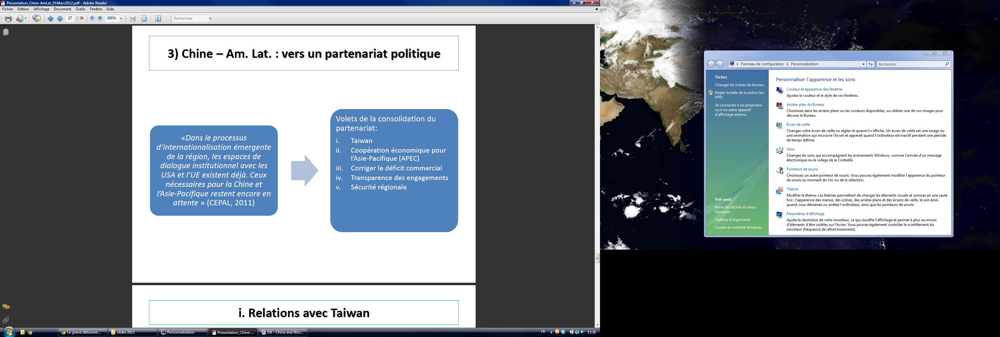 Presentation_Chine-AmLat_01Mars2012.pdf - Adobe Reader
Fichier Edition Affichage Document Outils Fenêtre Aide
27 / 34 100% Rechercher
3) Chine – Am. Lat. : vers un partenariat politique
«Dans le processus
d’internationalisation émergente
de la région, les espaces de
dialogue institutionnel avec les
USA et l’UE existent déjà. Ceux
nécessaires pour la Chine et
l’Asie-Pacifique restent encore en
attente » (CEPAL, 2011)
Volets de la consolidation du
partenariat:
i. Taiwan
ii. Coopération économique pour
l’Asie-Pacifique (APEC)
iii. Corriger le déficit commercial
iv. Transparence des engagements
v. Sécurité régionale
i. Relations avec Taiwan
Le grand détourne...
slides 2012
Personnalisation
Presentation_Chine-...
OK - China and Wor...
FR
13:30
Panneau de configuration Personnalisation
Rechercher
Tâches
Changer les icônes du bureau
Régler la taille de la police (en
PPP)
Se connecter à un projecteur
ou à un autre appareil
d'affichage externe
Voir aussi
Barre des tâches et menu
Démarrer
Options d'ergonomie
Centre de mobilité Windows
Personnaliser l'apparence et les sons
Couleur et apparence des fenêtres
Ajustez la couleur et le style de vos fenêtres.
Arrière-plan du Bureau
Choisissez dans les arrière-plans ou les couleurs disponibles, ou utilisez une de vos images pour
décorer le Bureau.
Écran de veille
Changez votre écran de veille ou réglez-le quand il s'affiche. Un écran de veille est une image ou
une animation qui recouvre l'écran et apparaît quand l'ordinateur est inactif pendant une période
de temps définie.
Sons
Changez les sons qui accompagnent les événements Windows, comme l'arrivée d'un message
électronique ou le vidage de la Corbeille.
Pointeurs de souris
Choisissez un autre pointeur de souris. Vous pouvez également modifier l'apparence du pointeur
de souris au moment du clic ou de la sélection.
Thème
Modifier le thème. Les thèmes permettent de changer les éléments visuels et sonores en une seule
fois : l'apparence des menus, des icônes, des arrière-plans et des écrans de veille, le son émis
quand vous démarrez ou arrêtez l'ordinateur, ainsi que les pointeurs de souris.
Paramètres d'affichage
Ajuste la résolution de votre moniteur, ce qui modifie l'affichage et permet à plus ou moins
d'éléments d'être visibles sur l'écran. Vous pouvez également contrôler le scintillement du
moniteur (fréquence de rafraîchissement).